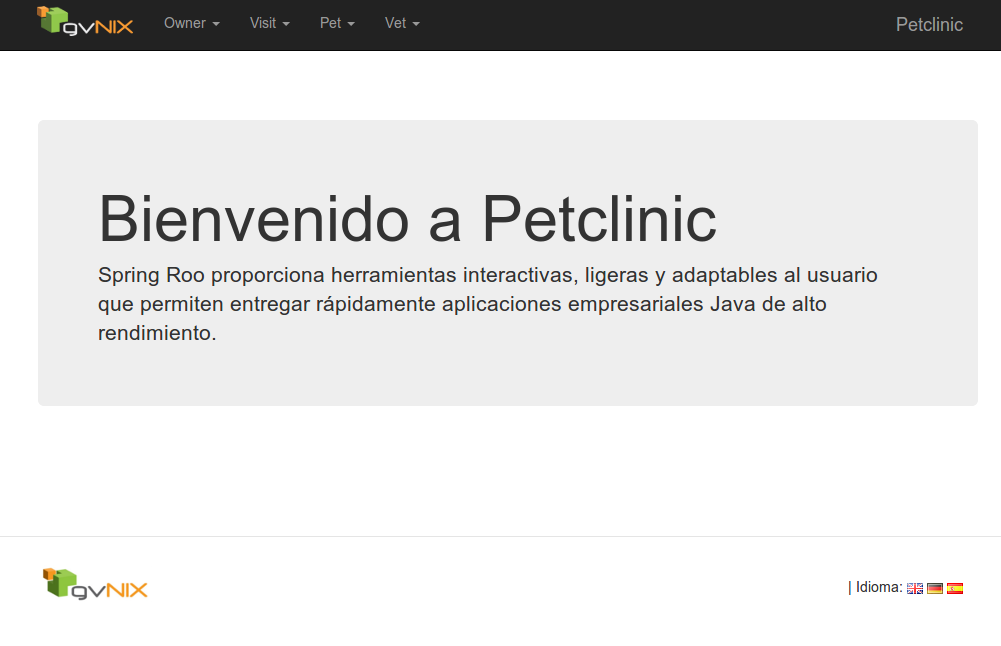 gvNIX Owner Visit Pet Vet Petclinic
Bienvenido a Petclinic
Spring Roo proporciona herramientas interactivas, ligeras y adaptables al usuario
que permiten entregar rápidamente aplicaciones empresariales Java de alto
rendimiento.
gvNIX | Idioma: